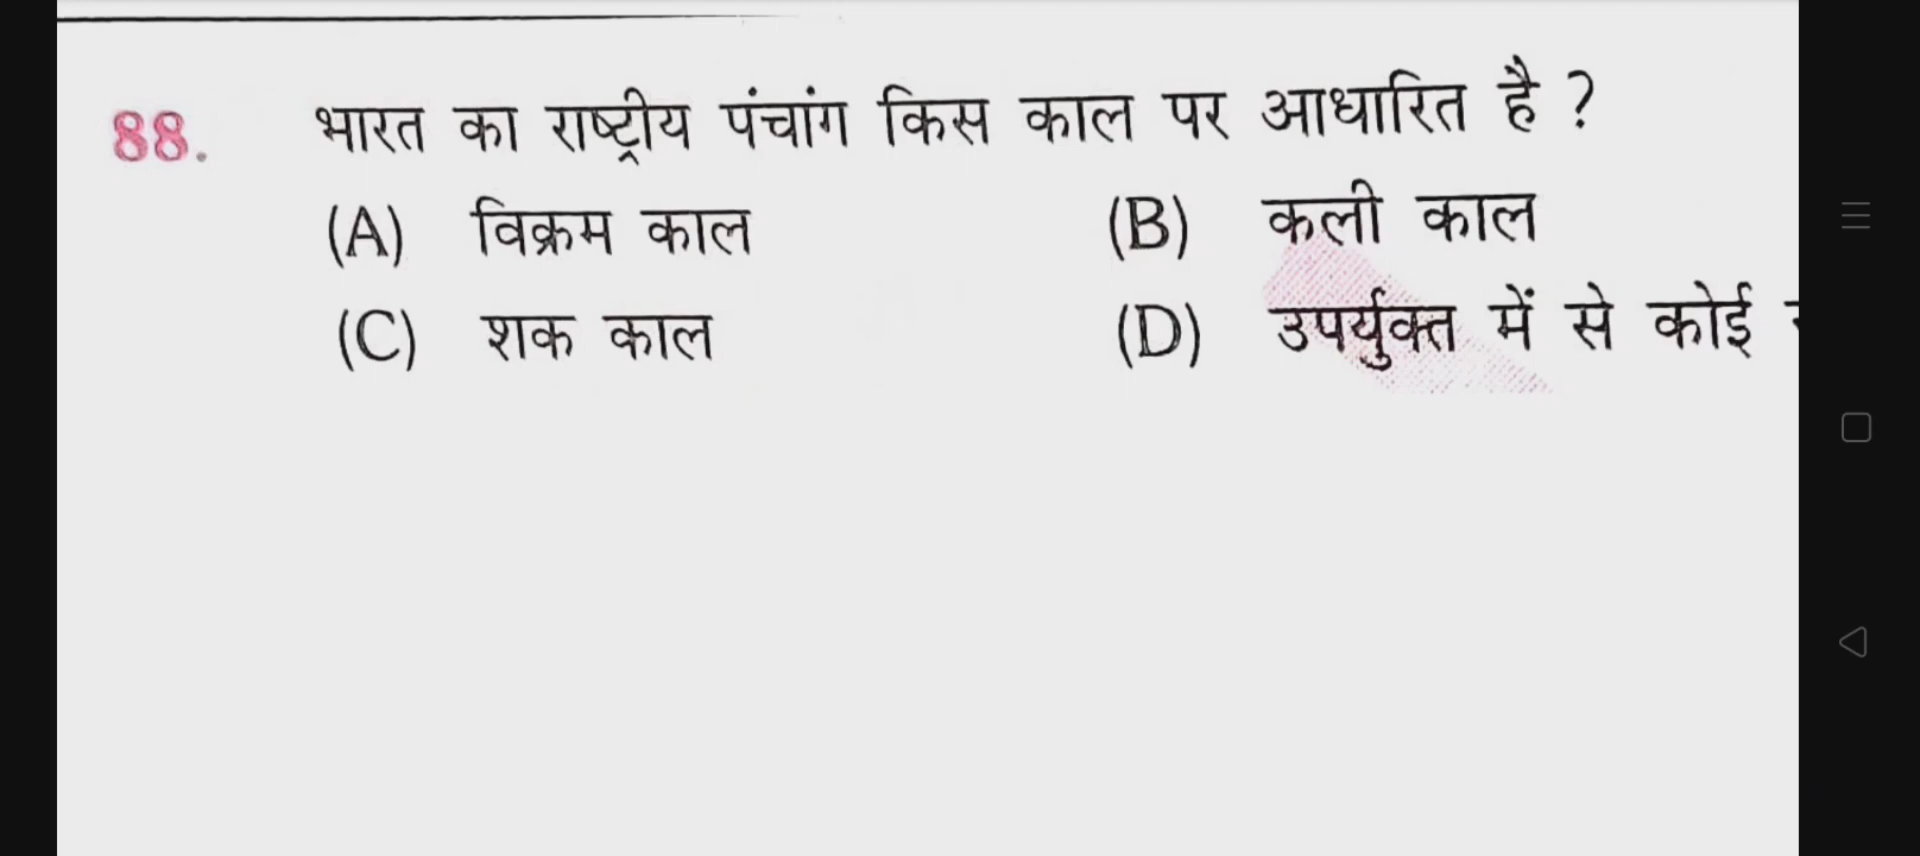 88. भारत का राष्ट्रीय पंचांग किस काल पर आधारित है ?
(A) विक्रम काल (B) कली काल
(C) शक काल (D) उपर्युक्त में से कोई